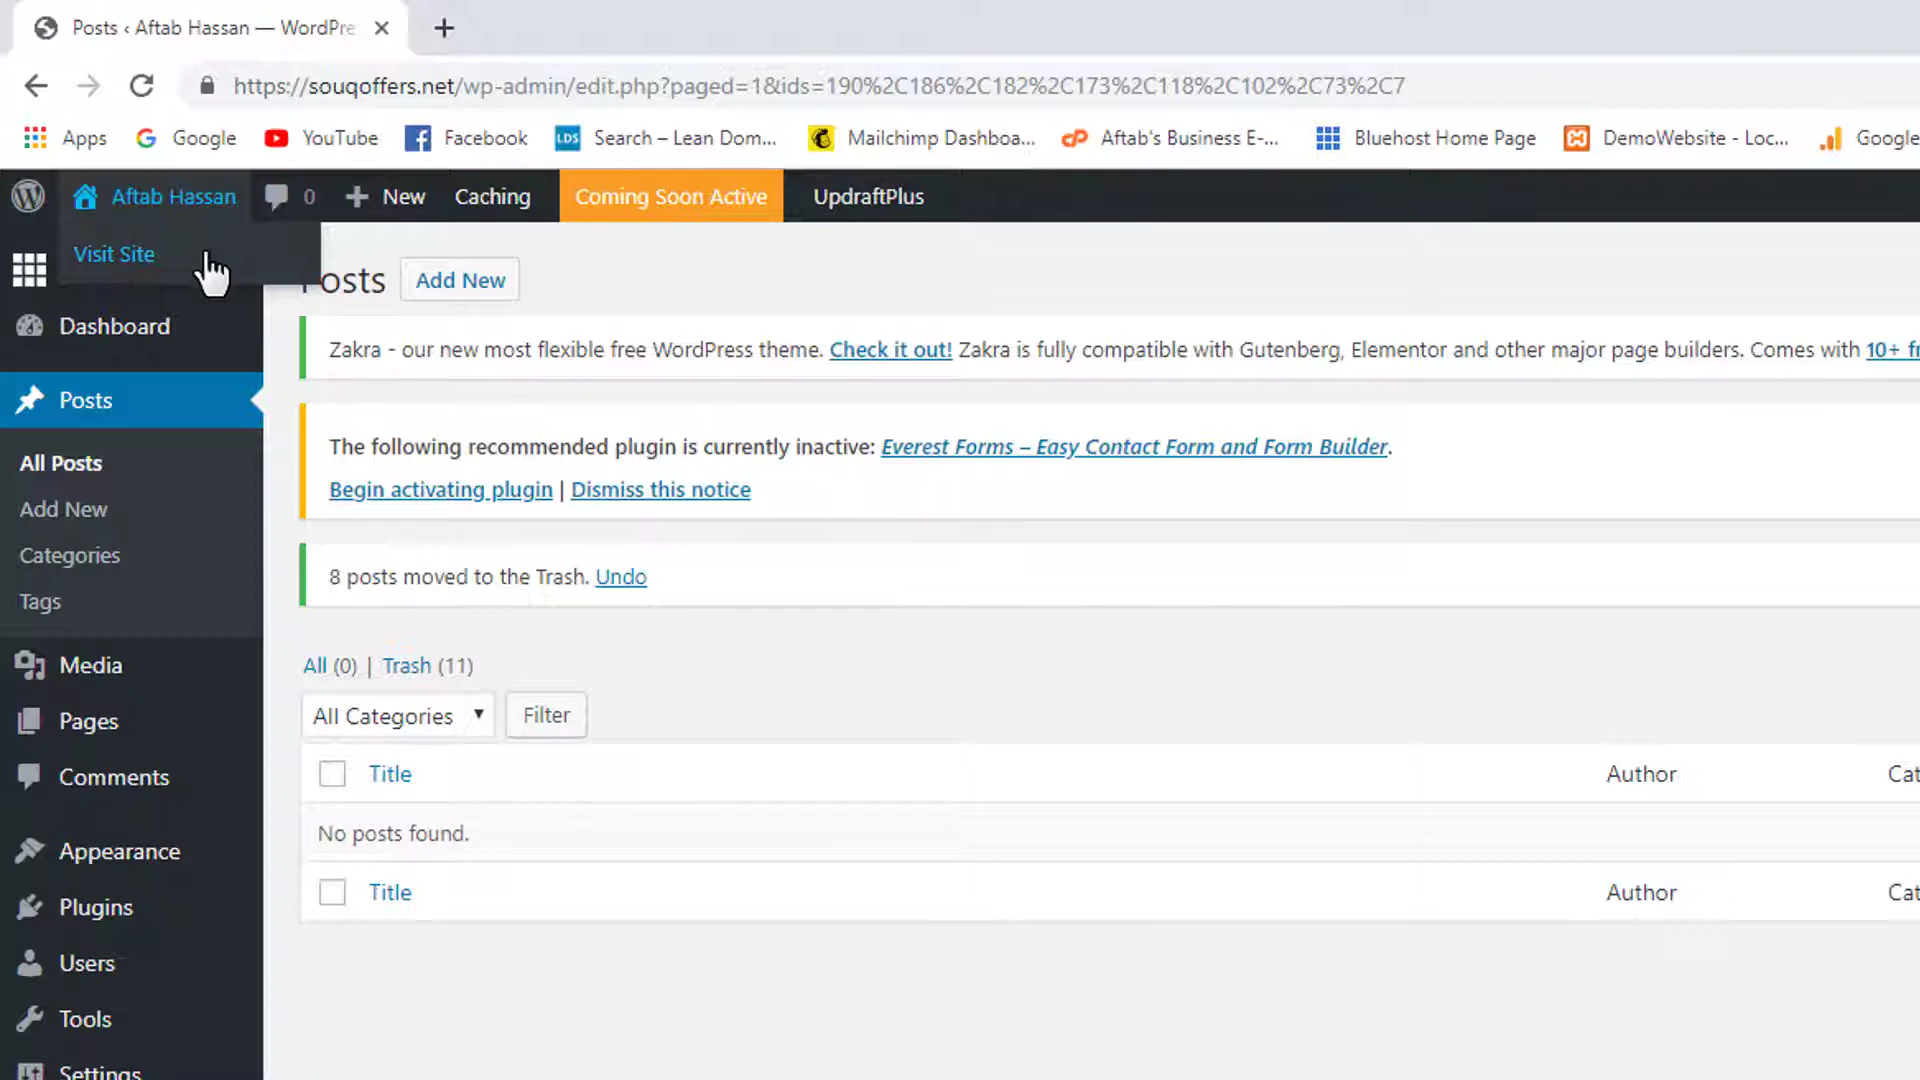 Posts ‹ Aftab Hassan — WordPre
https://souqoffers.net/wp-admin/edit.php?paged=1&ids=190%2C186%2C182%2C173%2C118%2C102%2C73%2C7
Apps Google YouTube Facebook LDS Search – Lean Dom... Mailchimp Dashboa... cP Aftab's Business E-... Bluehost Home Page DemoWebsite - Loc... Google
Aftab Hassan 0 New Caching Coming Soon Active UpdraftPlus
Visit Site
osts Add New
Dashboard
Zakra - our new most flexible free WordPress theme. Check it out! Zakra is fully compatible with Gutenberg, Elementor and other major page builders. Comes with 10+ fr
Posts
The following recommended plugin is currently inactive: Everest Forms – Easy Contact Form and Form Builder.
All Posts
Begin activating plugin | Dismiss this notice
Add New
Categories
8 posts moved to the Trash. Undo
Tags
Media
All (0) | Trash (11)
Pages
All Categories Filter
Comments
Title Author Cat
No posts found.
Appearance
Title Author Cat
Plugins
Users
Tools
Settings